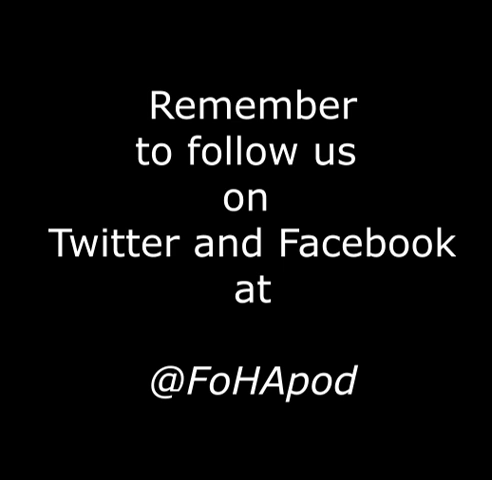 Remember
to follow us
on
Twitter and Facebook
at
@FoHApod